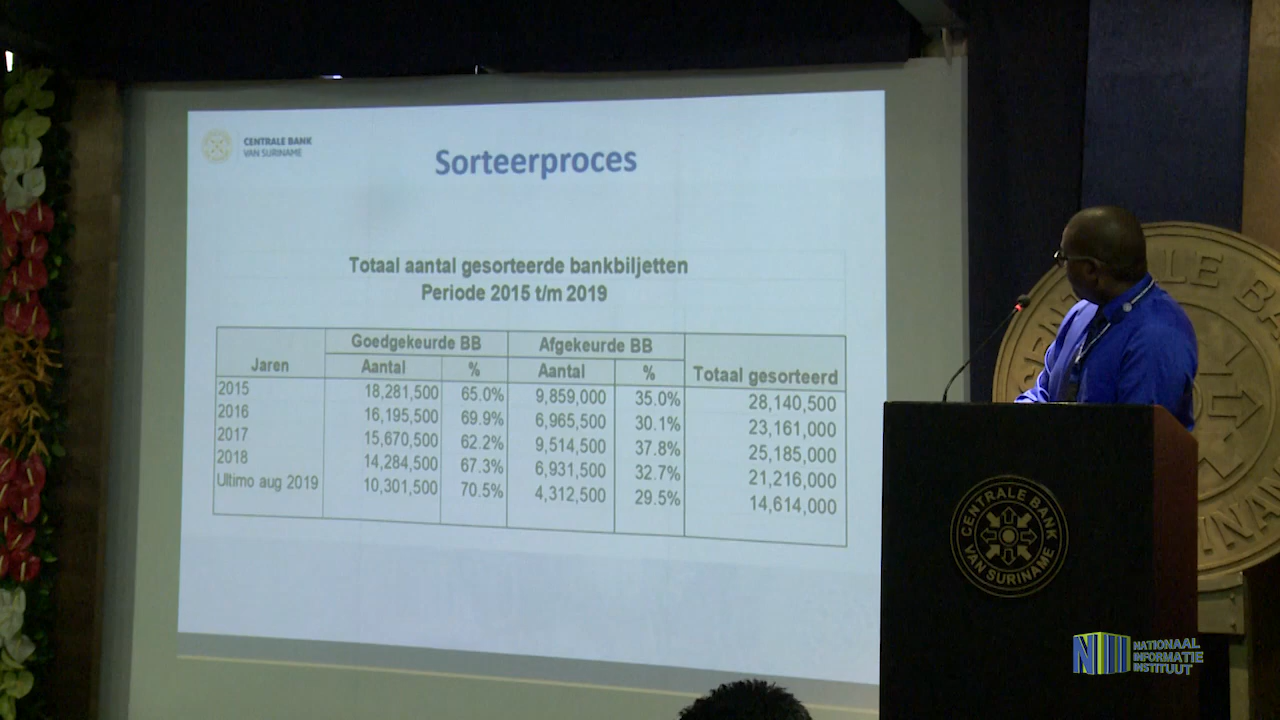 CENTRALE BANK
VAN SURINAME
Sorteerproces
Totaal aantal gesorteerde bankbiljetten
Periode 2015 t/m 2019
Jaren Goedgekeurde BB Afgekeurde BB Totaal gesorteerd
Aantal % Aantal %
2015 18,281,500 65.0% 9,859,000 35.0% 28,140,500
2016 16,195,500 69.9% 6,965,500 30.1% 23,161,000
2017 15,670,500 62.2% 9,514,500 37.8% 25,185,000
2018 14,284,500 67.3% 6,931,500 32.7% 21,216,000
Ultimo aug 2019 10,301,500 70.5% 4,312,500 29.5% 14,614,000
CENTRALE BANK
VAN SURINAME
NATIONAAL
INFORMATIE
INSTITUUT